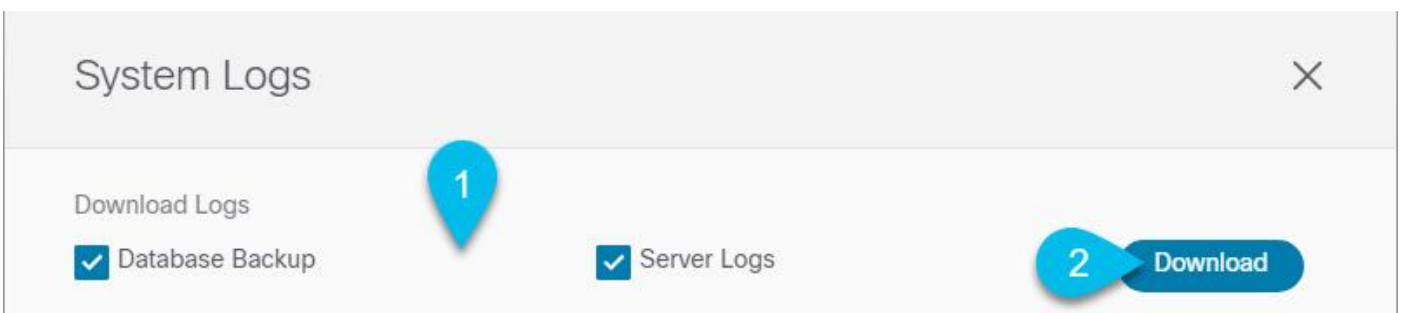 System Logs
1
Download Logs
Database Backup
Server Logs
2
Download